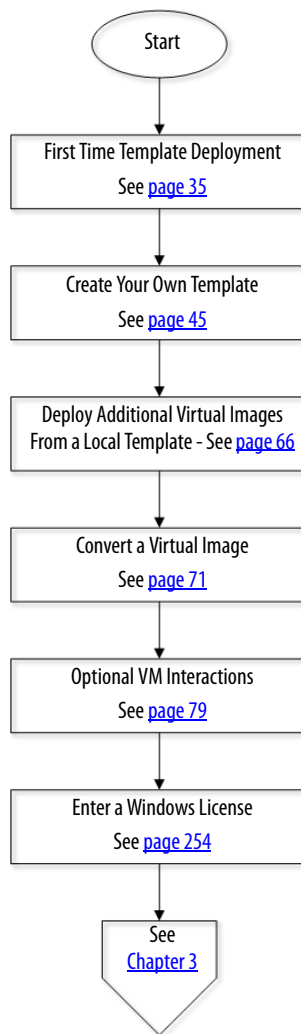 Start
First Time Template Deployment
See page 35
Create Your Own Template
See page 45
Deploy Additional Virtual Images
From a Local Template - See page 66
Convert a Virtual Image
See page 71
Optional VM Interactions
See page 79
Enter a Windows License
See page 254
See
Chapter 3